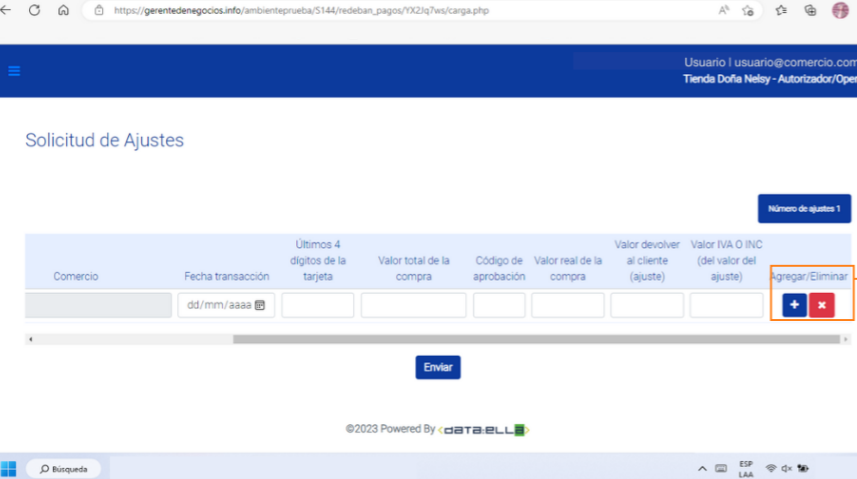 https://gerentedenegocios.info/ambienteprueba/S144/redeban_pagos/YX2Jq7ws/carga.php
Usuario | usuario@comercio.com
Tienda Doña Nelsy - Autorizador/Oper
Solicitud de Ajustes
Número de ajustes 1
Comercio
Fecha transacción
Últimos 4
dígitos de la
tarjeta
Valor total de la
compra
Código de
aprobación
Valor real de la
compra
Valor devolver
al cliente
(ajuste)
Valor IVA O INC
(del valor del
ajuste)
Agregar/Eliminar
dd/mm/aaaa
Enviar
©2023 Powered By <data:ella>
Búsqueda
ESP
LAA